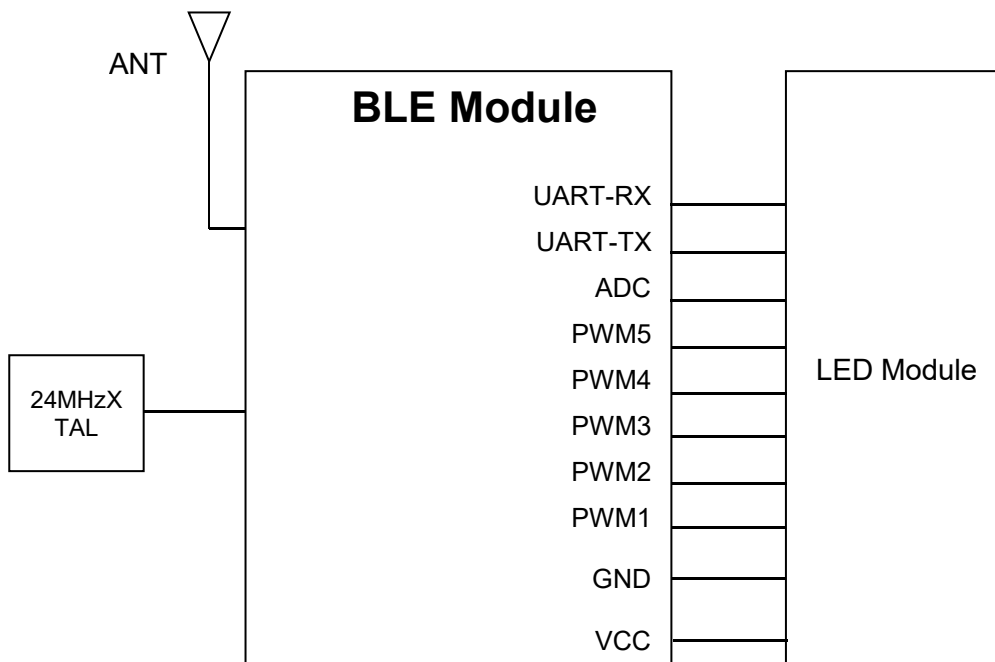 ANT
BLE Module
UART-RX
UART-TX
ADC
PWM5
PWM4
PWM3
PWM2
PWM1
GND
VCC
24MHzX
TAL
LED Module